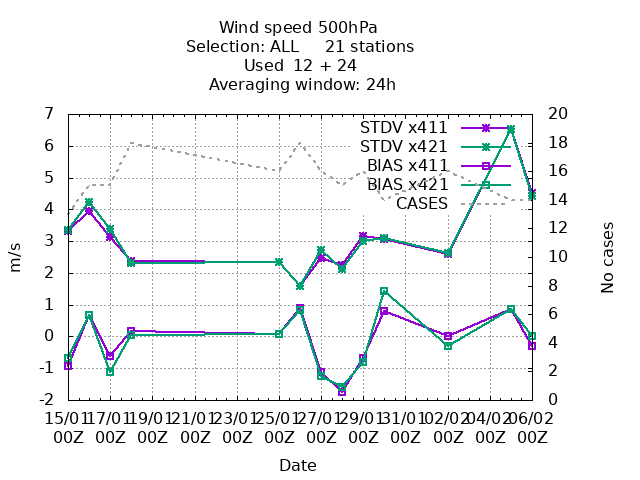 Wind speed 500hPa
Selection: ALL 21 stations
Used 12 + 24
Averaging window: 24h
7
6
5
4
3
2
1
0
-1
-2
20
18
16
14
12
10
8
6
4
2
0
STDV x411
STDV x421
BIAS x411
BIAS x421
CASES
m/s
No cases
15/01 17/01 19/01 21/01 23/01 25/01 27/01 29/01 31/01 02/02 04/02 06/02
00Z 00Z 00Z 00Z 00Z 00Z 00Z 00Z 00Z 00Z 00Z 00Z
Date